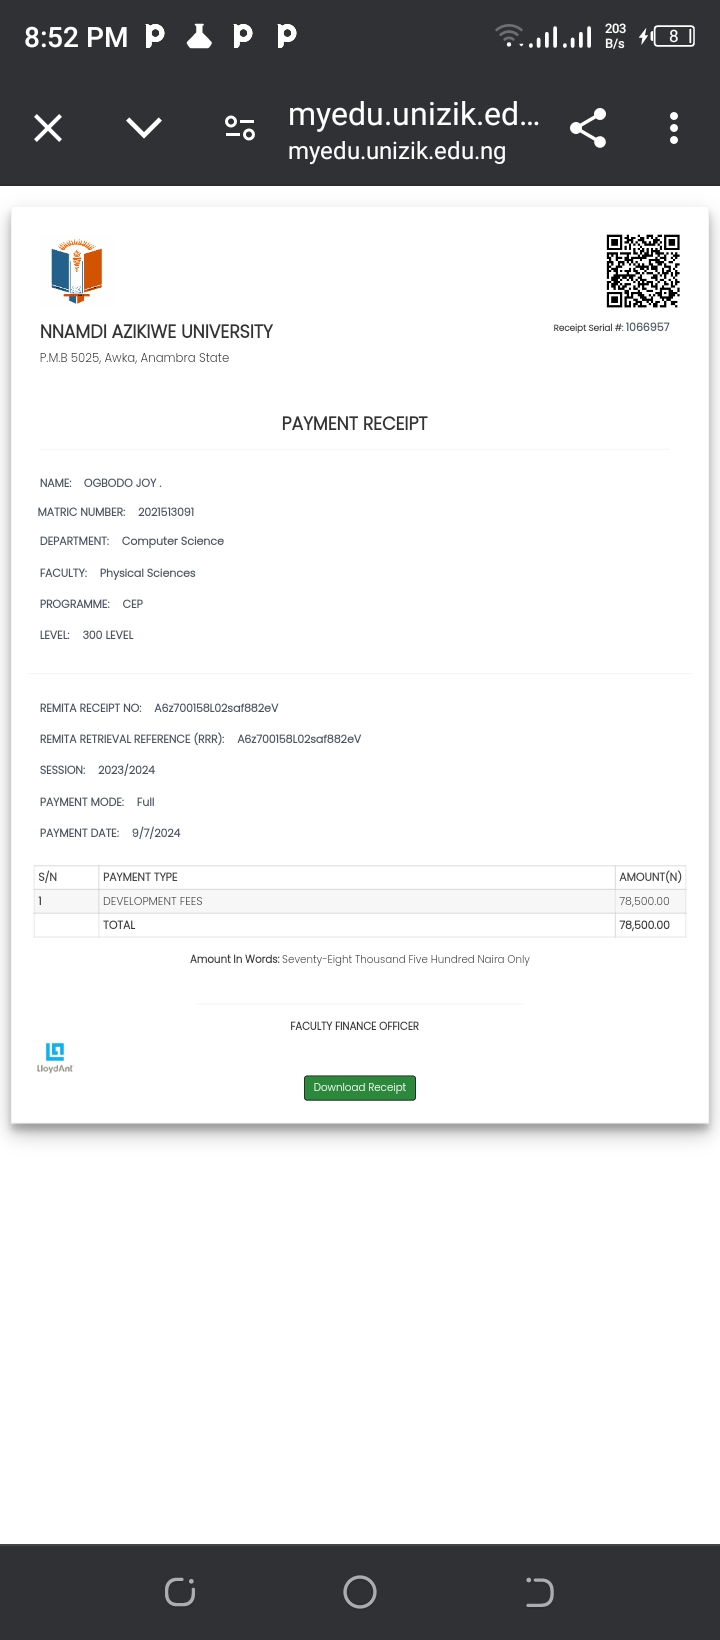 8:52 PM
203
B/s
8
myedu.unizik.ed...
myedu.unizik.edu.ng
NNAMDI AZIKIWE UNIVERSITY
P.M.B 5025, Awka, Anambra State
Receipt Serial #: 1066957
PAYMENT RECEIPT
NAME: OGBODO JOY .
MATRIC NUMBER: 2021513091
DEPARTMENT: Computer Science
FACULTY: Physical Sciences
PROGRAMME: CEP
LEVEL: 300 LEVEL
REMITA RECEIPT NO: A6z700158L02saf882eV
REMITA RETRIEVAL REFERENCE (RRR): A6z700158L02saf882eV
SESSION: 2023/2024
PAYMENT MODE: Full
PAYMENT DATE: 9/7/2024
S/N PAYMENT TYPE AMOUNT(N)
1 DEVELOPMENT FEES 78,500.00
TOTAL 78,500.00
Amount In Words: Seventy-Eight Thousand Five Hundred Naira Only
FACULTY FINANCE OFFICER
LloydAnt
Download Receipt